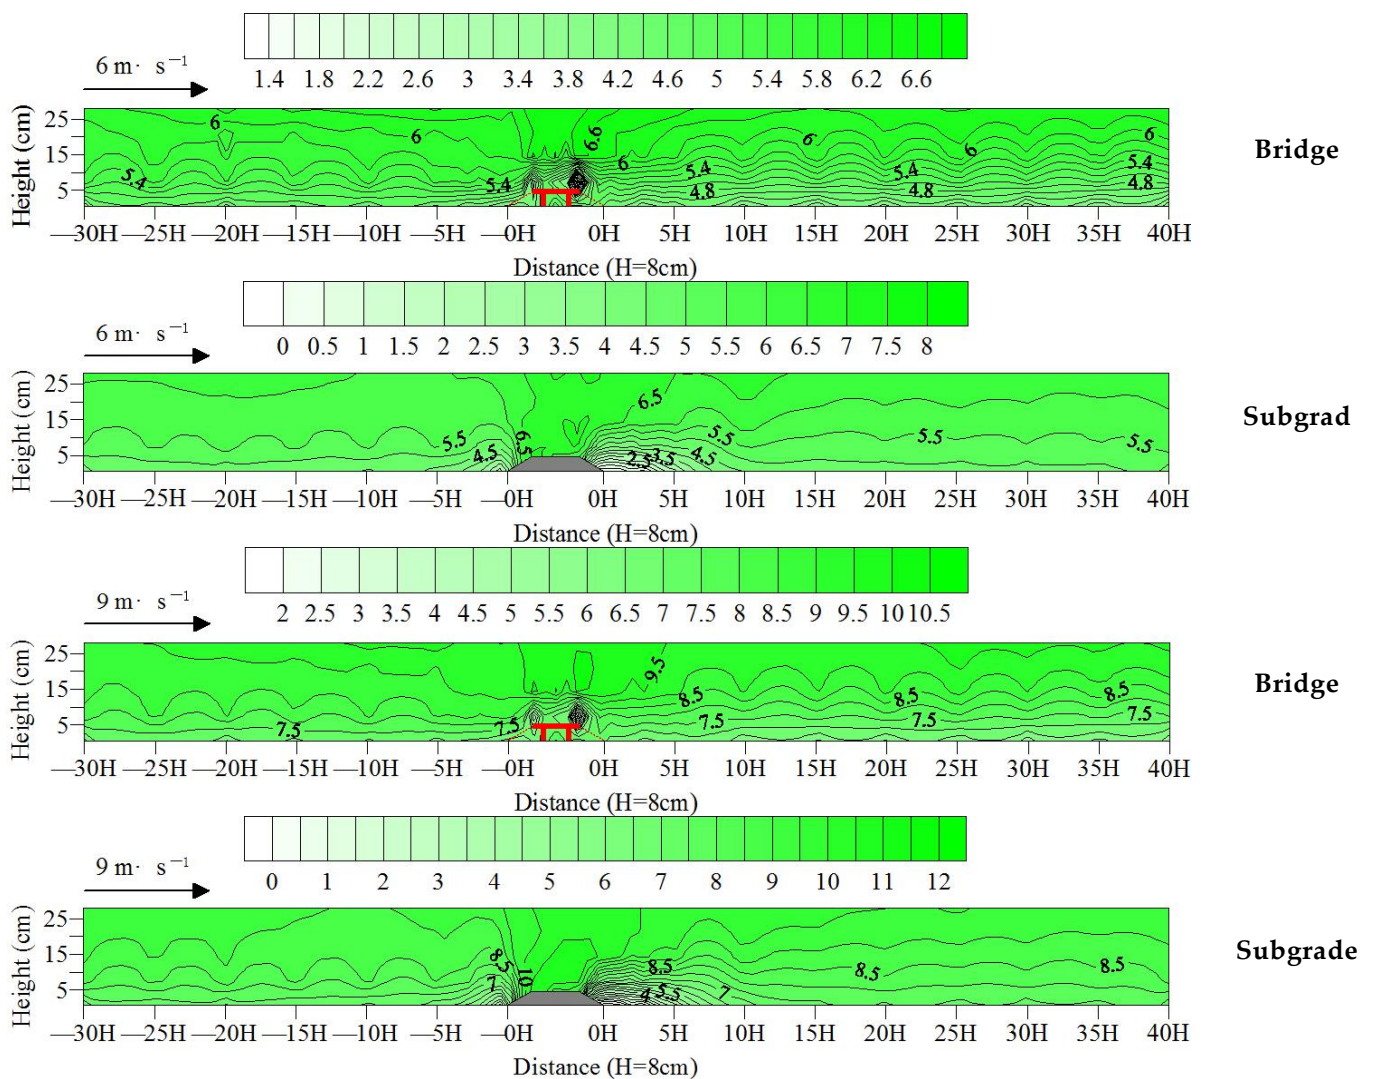 1.4 1.8 2.2 2.6 3 3.4 3.8 4.2 4.6 5 5.4 5.8 6.2 6.6
6 m· s⁻¹
Height (cm)
25
15
5
6 6 6.6 6 6 6 6
5.4 5.4 5.4 5.4 5.4
4.8 4.8 4.8
Bridge
—30H —25H —20H —15H —10H —5H —0H 0H 5H 10H 15H 20H 25H 30H 35H 40H
Distance (H=8cm)
0 0.5 1 1.5 2 2.5 3 3.5 4 4.5 5 5.5 6 6.5 7 7.5 8
6 m· s⁻¹
Height (cm)
25
15
5
6.5
5.5 6.5 5.5 5.5 5.5
4.5 2.5 3.5 4.5
Subgrad
—30H —25H —20H —15H —10H —5H —0H 0H 5H 10H 15H 20H 25H 30H 35H 40H
Distance (H=8cm)
2 2.5 3 3.5 4 4.5 5 5.5 6 6.5 7 7.5 8 8.5 9 9.5 10 10.5
9 m· s⁻¹
Height (cm)
25
15
5
9.5
8.5 8.5 8.5
7.5 7.5 7.5 7.5 7.5
Bridge
—30H —25H —20H —15H —10H —5H —0H 0H 5H 10H 15H 20H 25H 30H 35H 40H
Distance (H=8cm)
0 1 2 3 4 5 6 7 8 9 10 11 12
9 m· s⁻¹
Height (cm)
25
15
5
8.5 8.5 8.5 8.5
7 10 4 5.5 7
Subgrade
—30H —25H —20H —15H —10H —5H —0H 0H 5H 10H 15H 20H 25H 30H 35H 40H
Distance (H=8cm)